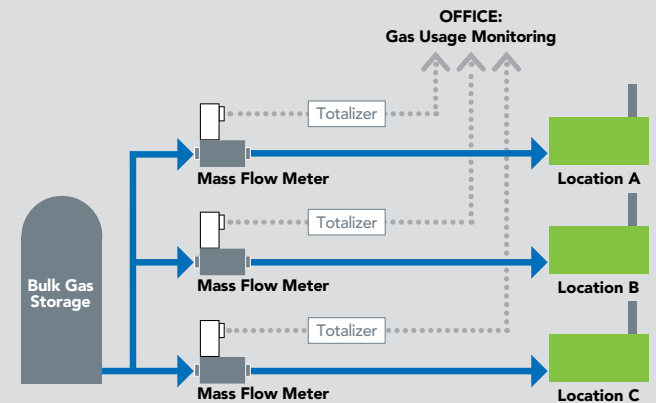 OFFICE:
Gas Usage Monitoring
Totalizer
Mass Flow Meter
Location A
Totalizer
Mass Flow Meter
Location B
Bulk Gas
Storage
Totalizer
Mass Flow Meter
Location C